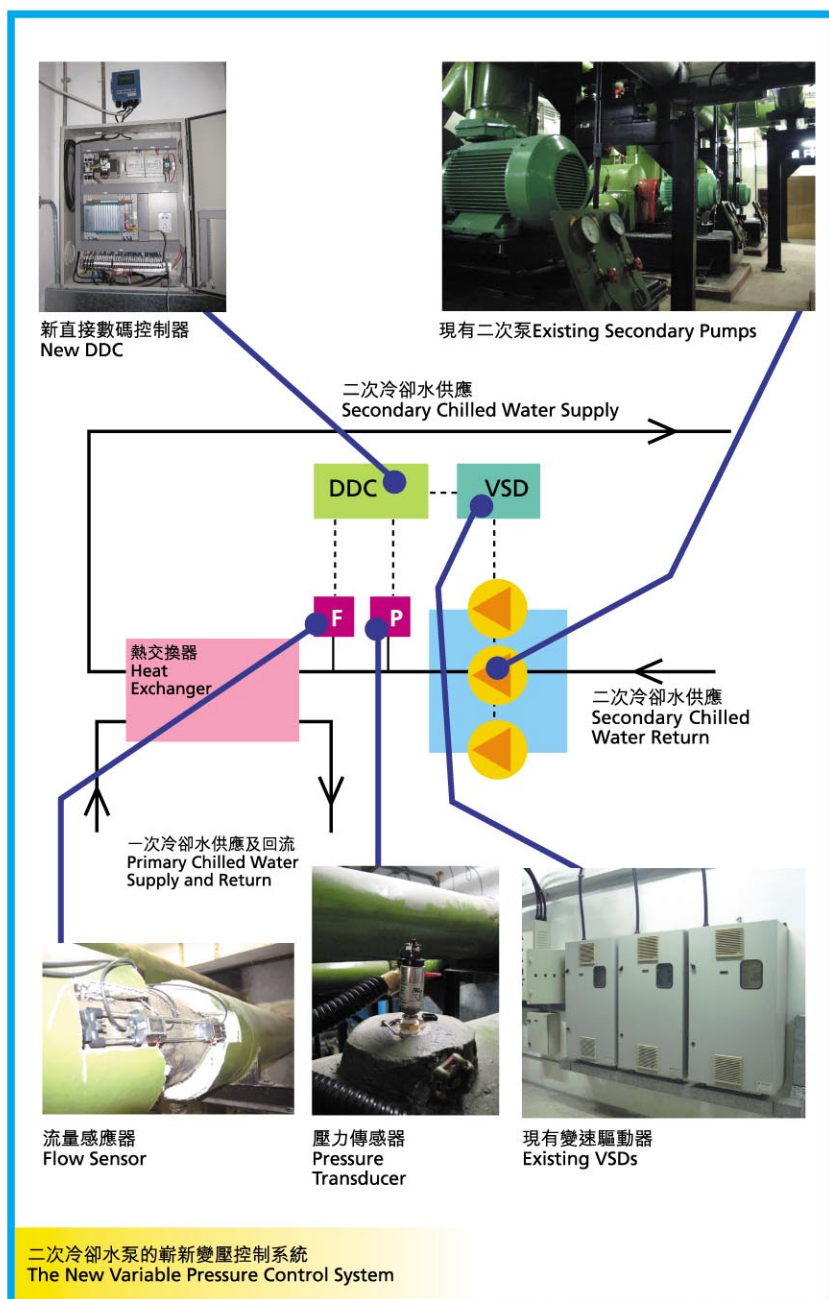 新直接數碼控制器
New DDC
現有二次泵Existing Secondary Pumps
二次冷卻水供應
Secondary Chilled Water Supply
DDC
VSD
F
P
熱交換器
Heat
Exchanger
二次冷卻水供應
Secondary Chilled
Water Return
一次冷卻水供應及回流
Primary Chilled Water
Supply and Return
流量感應器
Flow Sensor
壓力傳感器
Pressure
Transducer
現有變速驅動器
Existing VSDs
二次冷卻水泵的嶄新變壓控制系統
The New Variable Pressure Control System